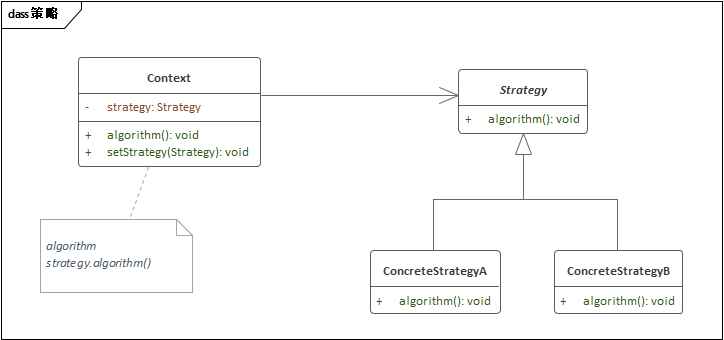 class 策略
Context
- strategy: Strategy
+ algorithm(): void
+ setStrategy(Strategy): void
algorithm
strategy.algorithm()
Strategy
+ algorithm(): void
ConcreteStrategyA
+ algorithm(): void
ConcreteStrategyB
+ algorithm(): void